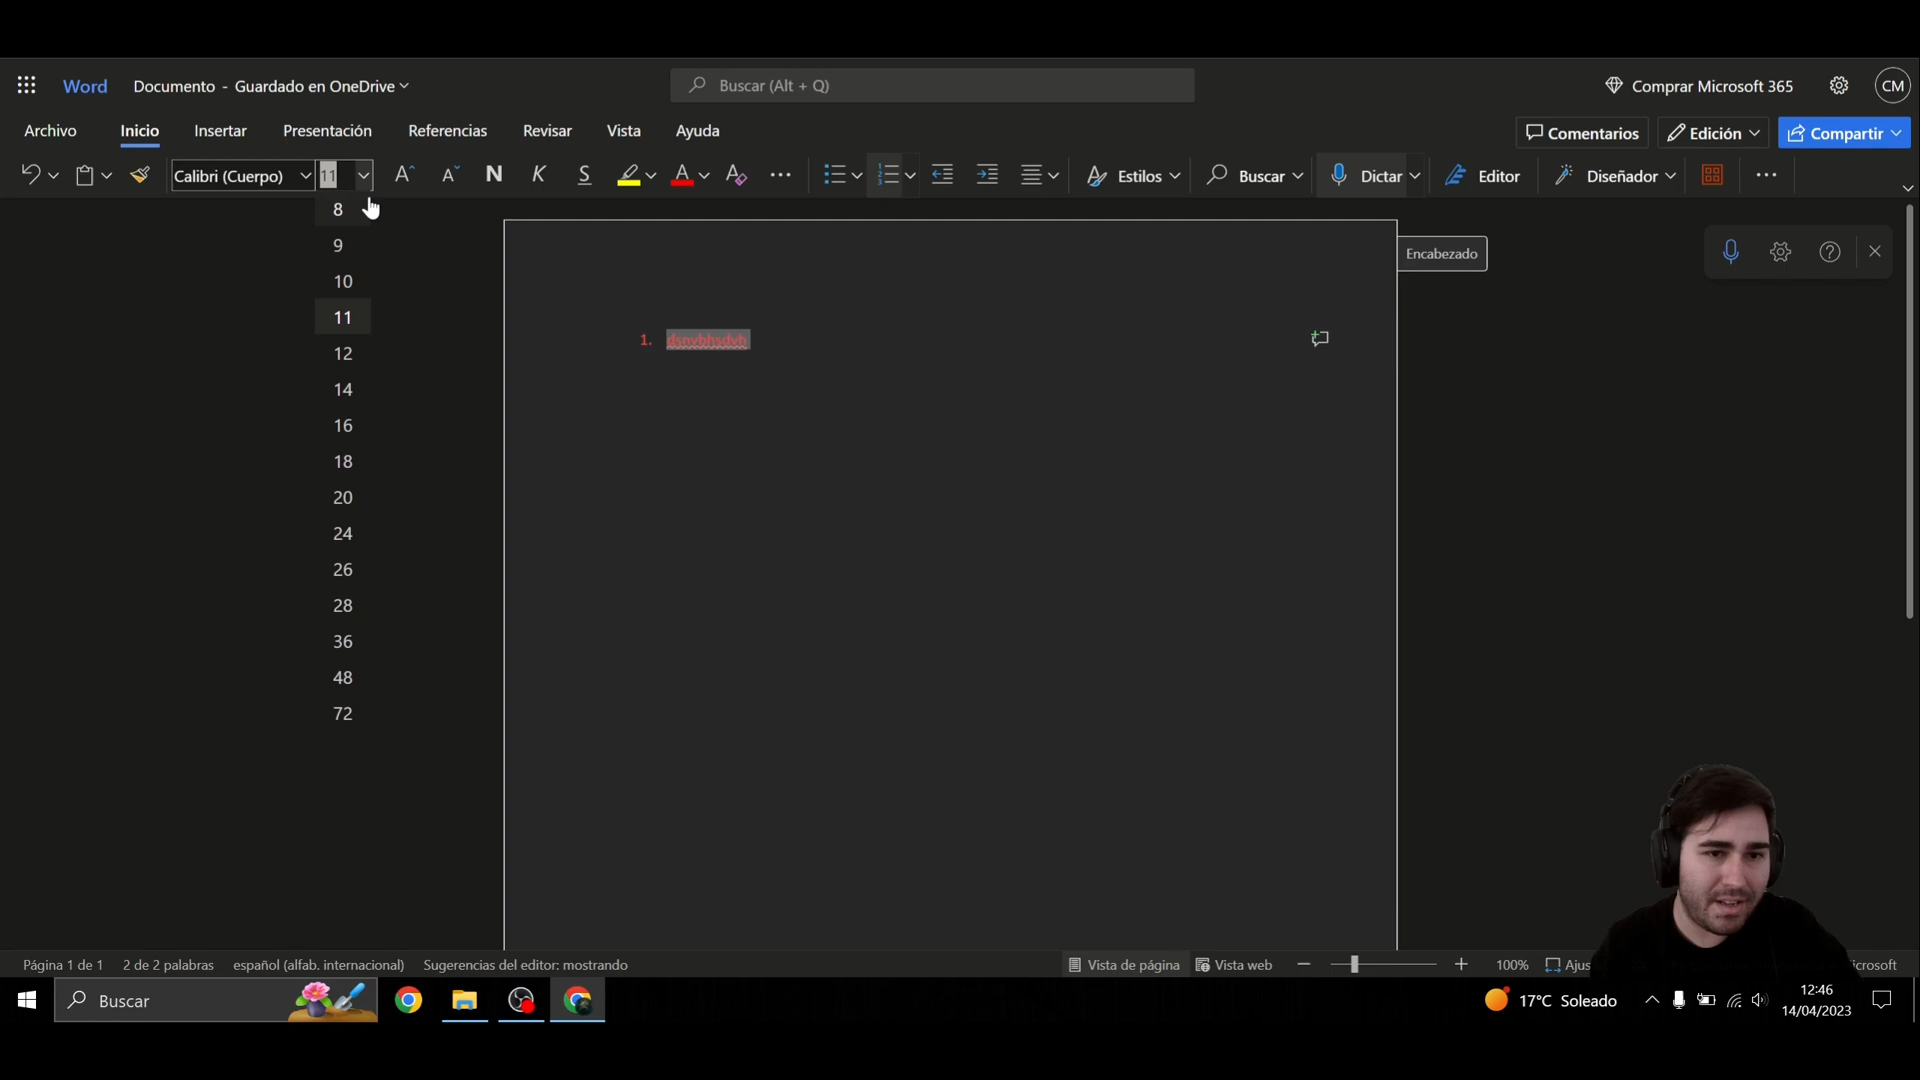 Word Documento - Guardado en OneDrive Buscar (Alt + Q) Comprar Microsoft 365 CM
Archivo Inicio Insertar Presentación Referencias Revisar Vista Ayuda Comentarios Edición Compartir
Calibri (Cuerpo) 11 A A N K S A A Estilos Buscar Dictar Editor Diseñador
8
9
10
11
12
14
16
18
20
24
26
28
36
48
72
Encabezado
1. dsnvbhsdvh
Página 1 de 1 2 de 2 palabras español (alfab. internacional) Sugerencias del editor: mostrando Vista de página Vista web 100% Ajus
Buscar 17°C Soleado 12:46
14/04/2023